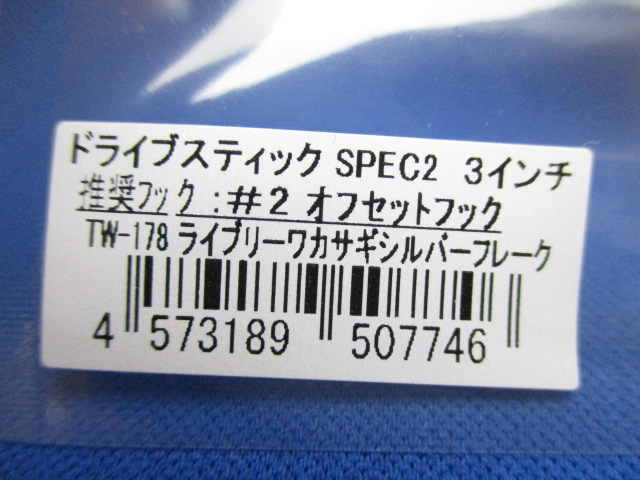 ドライブスティック SPEC2 3インチ
推奨フック:#2 オフセットフック
TW-178 ライブリーワカサギシルバーフレーク
4 573189 507746